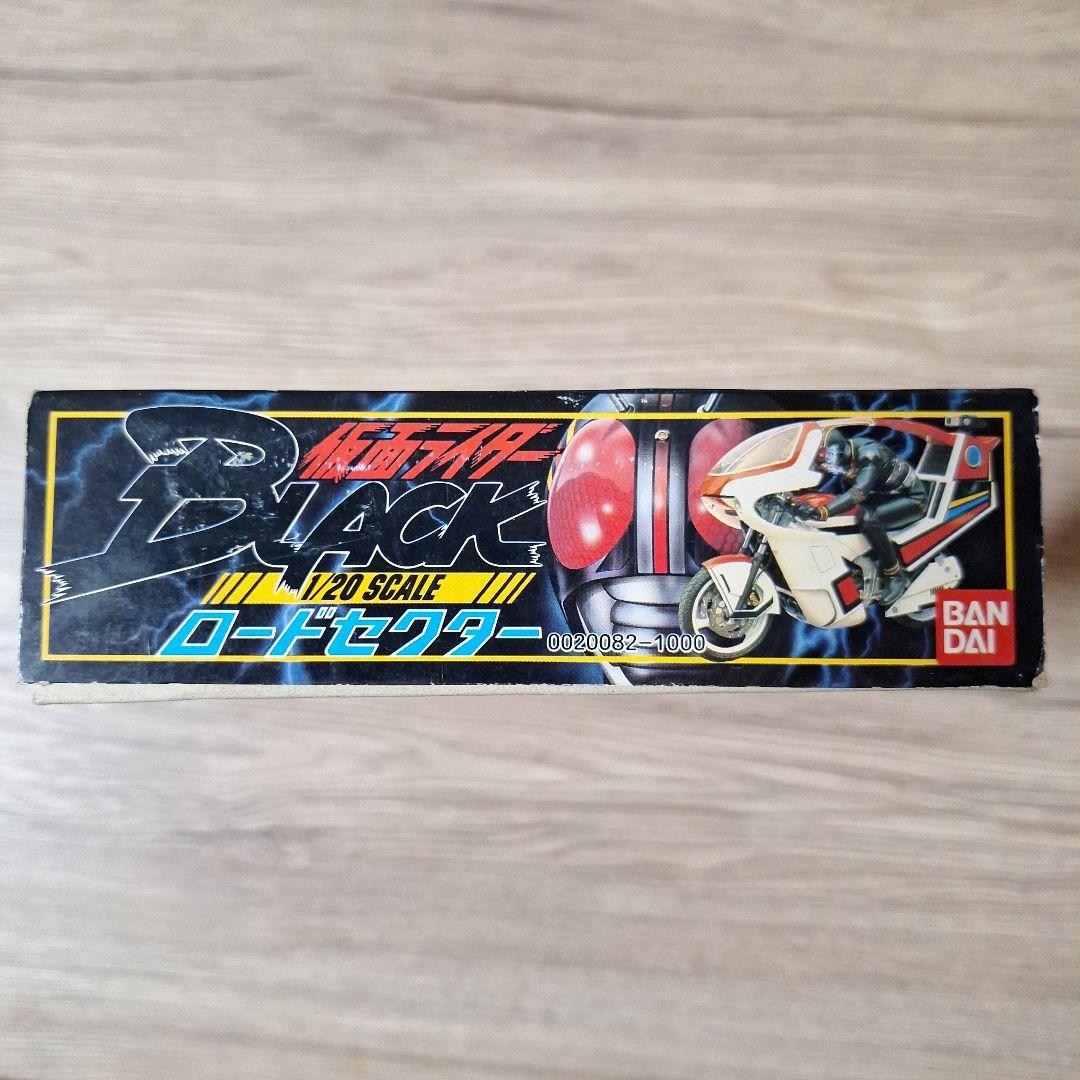 仮面ライダー
BLACK
1/20 SCALE
ロードセクター
0020082-1000
BAN
DAI